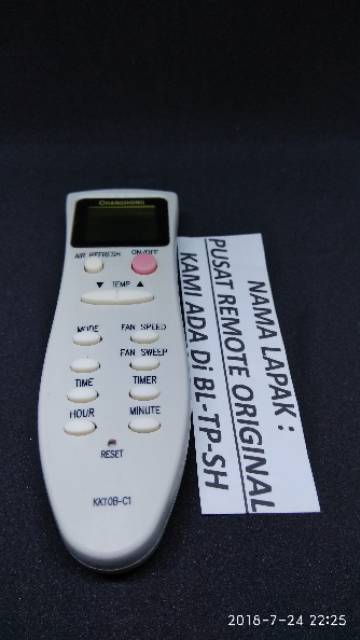 CHANGHONG
AIR REFRESH ON/OFF
▼ TEMP ▲
MODE FAN SPEED
FAN SWEEP
TIME TIMER
HOUR MINUTE
RESET
KK10B-C1
NAMA LAPAK :
PUSAT REMOTE ORIGINAL
KAMI ADA Di BL-TP-SH
2018-7-24 22:25